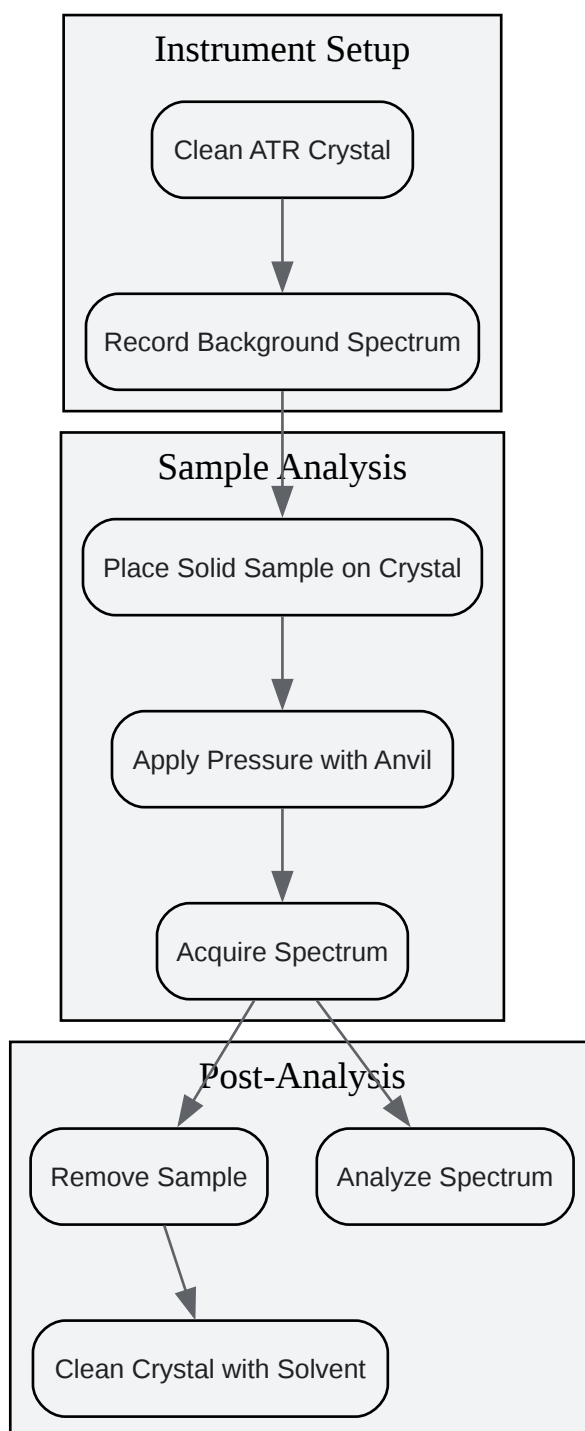 Instrument Setup
Clean ATR Crystal
Record Background Spectrum
Sample Analysis
Place Solid Sample on Crystal
Apply Pressure with Anvil
Acquire Spectrum
Post-Analysis
Remove Sample
Analyze Spectrum
Clean Crystal with Solvent